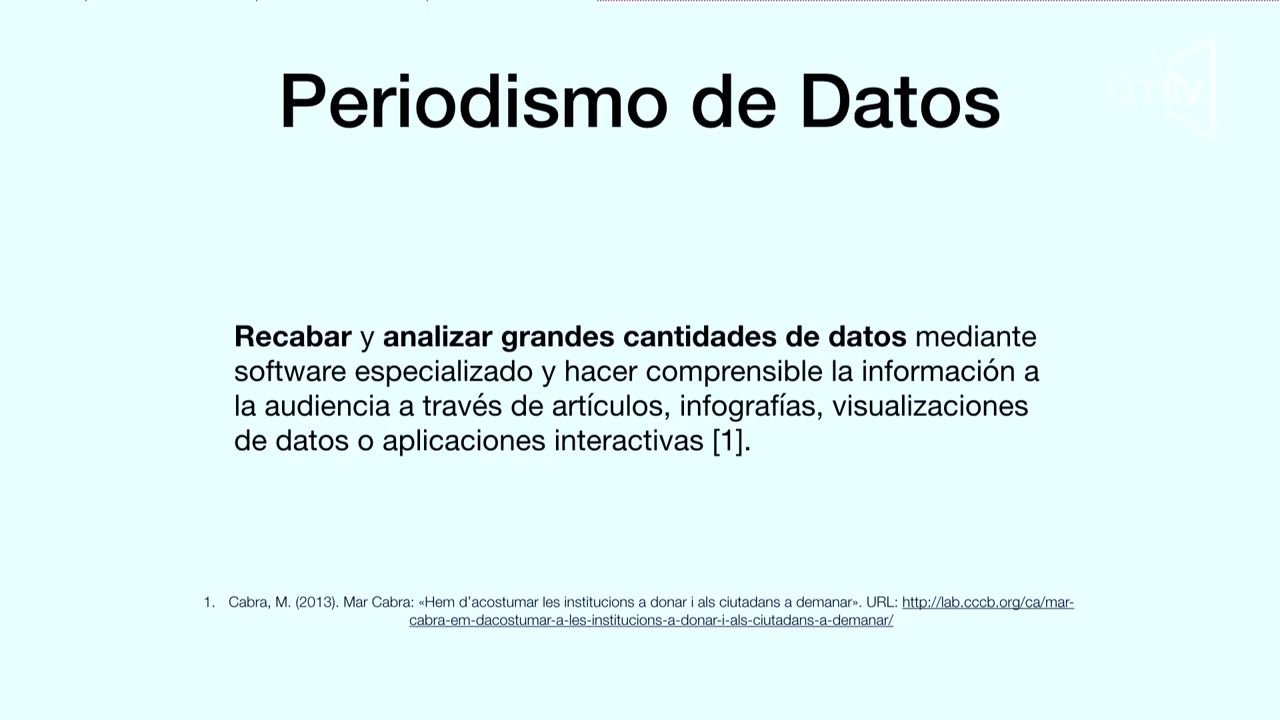 Periodismo de Datos
Recabar y analizar grandes cantidades de datos mediante
software especializado y hacer comprensible la información a
la audiencia a través de artículos, infografías, visualizaciones
de datos o aplicaciones interactivas [1].
1. Cabra, M. (2013). Mar Cabra: «Hem d'acostumar les institucions a donar i als ciutadans a demanar». URL: http://lab.cccb.org/ca/mar-
cabra-em-dacostumar-a-les-institucions-a-donar-i-als-ciutadans-a-demanar/